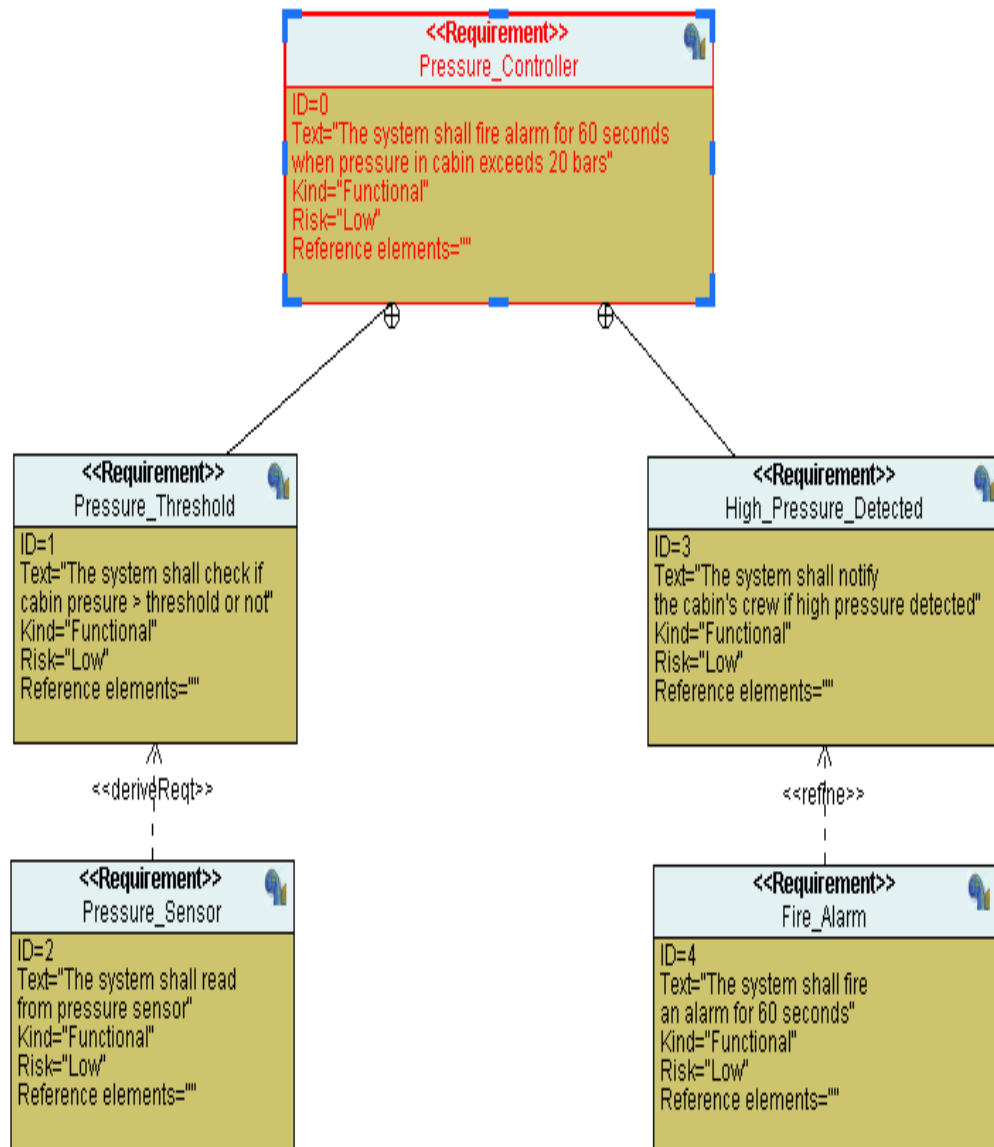 <<Requirement>>
Pressure_Controller
ID=0
Text="The system shall fire alarm for 60 seconds
when pressure in cabin exceeds 20 bars"
Kind="Functional"
Risk="Low"
Reference elements=""
<<Requirement>>
Pressure_Threshold
ID=1
Text="The system shall check if
cabin presure > threshold or not"
Kind="Functional"
Risk="Low"
Reference elements=""
<<Requirement>>
High_Pressure_Detected
ID=3
Text="The system shall notify
the cabin's crew if high pressure detected"
Kind="Functional"
Risk="Low"
Reference elements=""
<<deriveReqt>>
<<refine>>
<<Requirement>>
Pressure_Sensor
ID=2
Text="The system shall read
from pressure sensor"
Kind="Functional"
Risk="Low"
Reference elements=""
<<Requirement>>
Fire_Alarm
ID=4
Text="The system shall fire
an alarm for 60 seconds"
Kind="Functional"
Risk="Low"
Reference elements=""